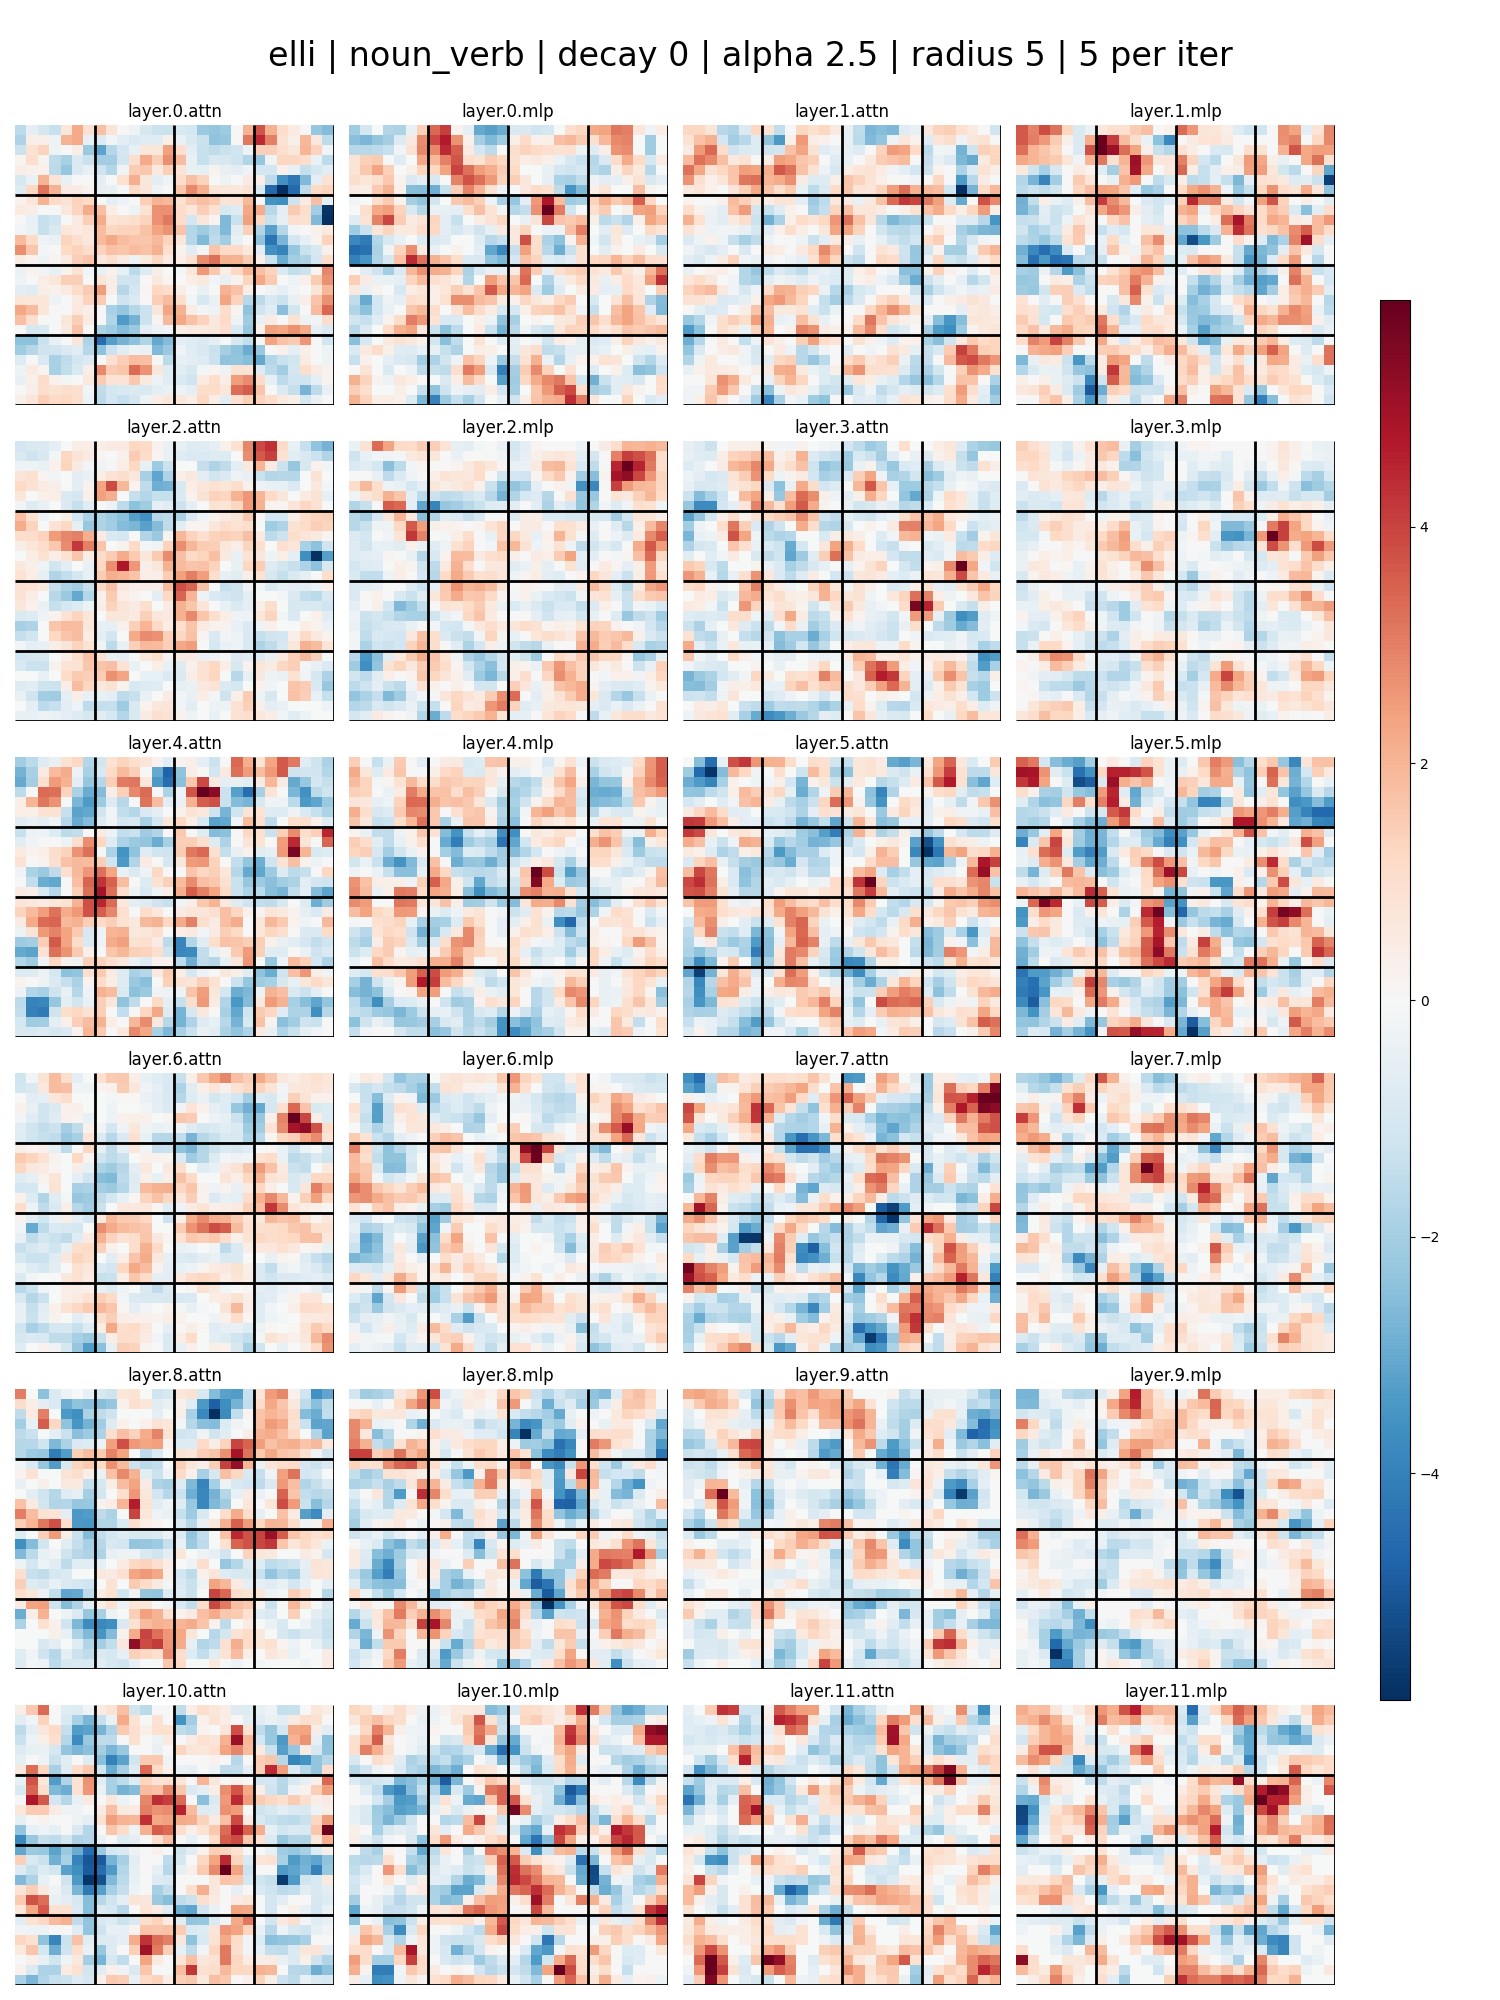 elli | noun_verb | decay 0 | alpha 2.5 | radius 5 | 5 per iter
layer.0.attn
layer.0.mlp
layer.1.attn
layer.1.mlp
layer.2.attn
layer.2.mlp
layer.3.attn
layer.3.mlp
layer.4.attn
layer.4.mlp
layer.5.attn
layer.5.mlp
layer.6.attn
layer.6.mlp
layer.7.attn
layer.7.mlp
layer.8.attn
layer.8.mlp
layer.9.attn
layer.9.mlp
layer.10.attn
layer.10.mlp
layer.11.attn
layer.11.mlp
4
2
0
−2
−4